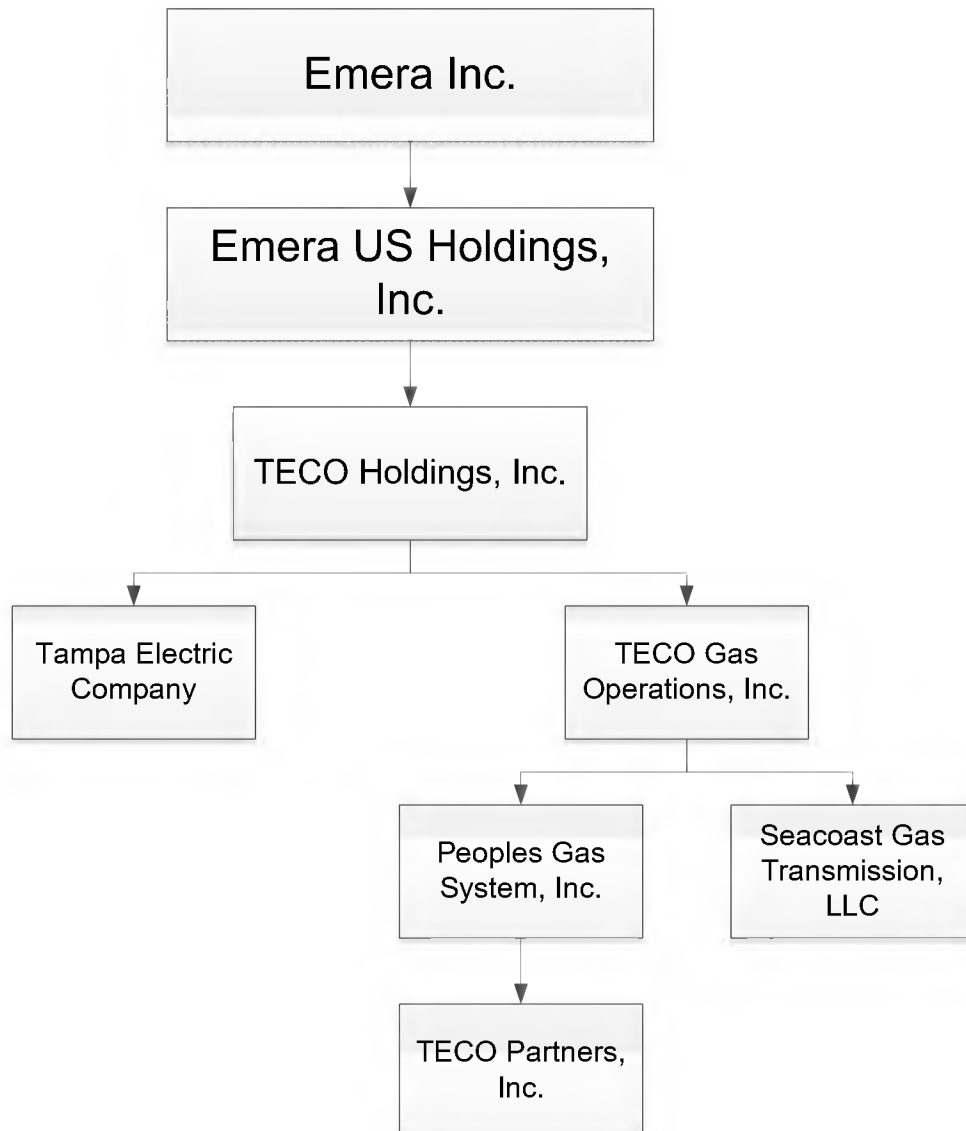 Emera Inc.
Emera US Holdings,
Inc.
TECO Holdings, Inc.
Tampa Electric
Company
TECO Gas
Operations, Inc.
Peoples Gas
System, Inc.
Seacoast Gas
Transmission,
LLC
TECO Partners,
Inc.